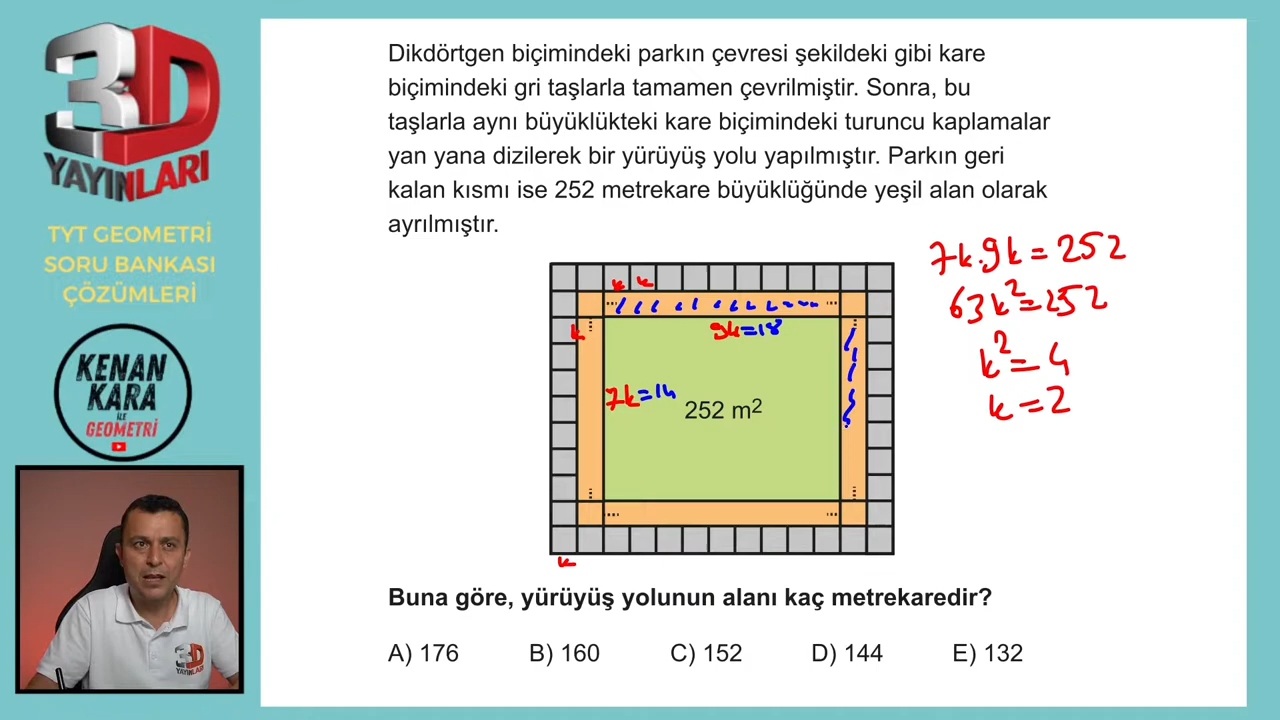 3D
YAYINLARI
TYT GEOMETRİ
SORU BANKASI
ÇÖZÜMLERİ
KENAN
KARA
İLE
GEOMETRİ
3D
YAYINLARI
Dikdörtgen biçimindeki parkın çevresi şekildeki gibi kare
biçimindeki gri taşlarla tamamen çevrilmiştir. Sonra, bu
taşlarla aynı büyüklükteki kare biçimindeki turuncu kaplamalar
yan yana dizilerek bir yürüyüş yolu yapılmıştır. Parkın geri
kalan kısmı ise 252 metrekare büyüklüğünde yeşil alan olarak
ayrılmıştır.
7k.9k = 252
63k² = 252
k² = 4
k = 2
k k
k
9k=18
7k=14
252 m²
k
Buna göre, yürüyüş yolunun alanı kaç metrekaredir?
A) 176 B) 160 C) 152 D) 144 E) 132